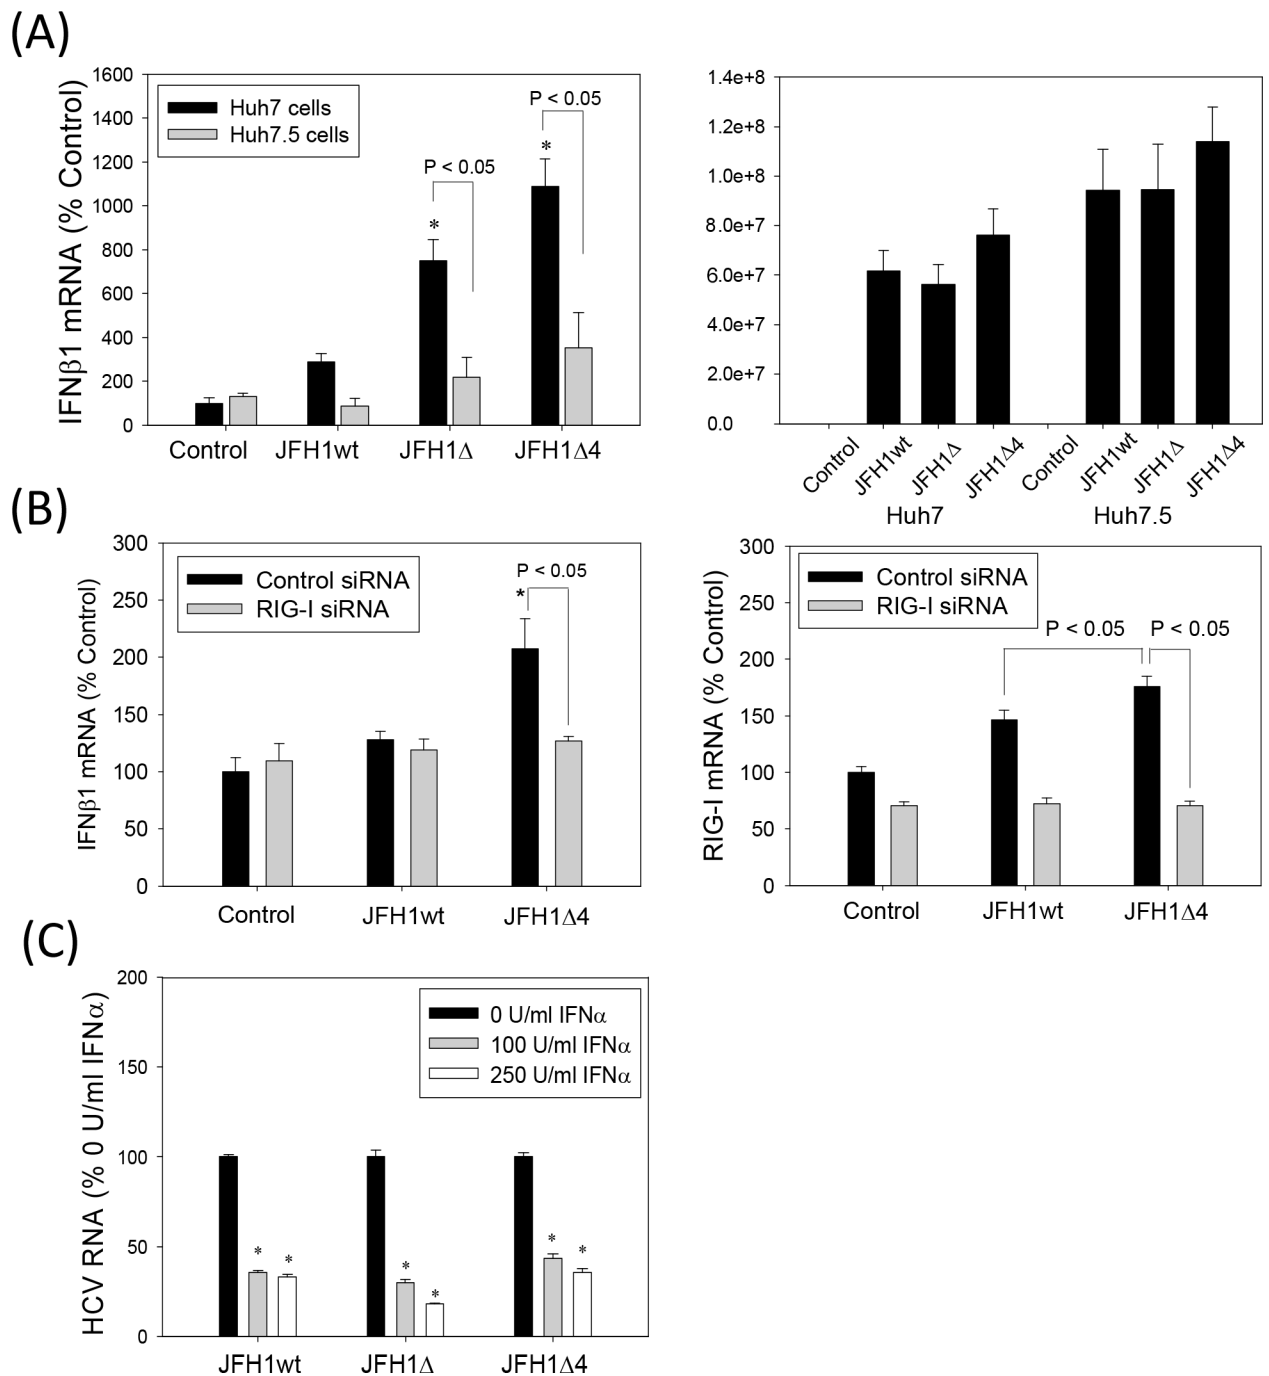 (A)
IFNβ1 mRNA (% Control)
1600
1400
1200
1000
800
600
400
200
0
Huh7 cells
Huh7.5 cells
P < 0.05
P < 0.05
*
*
Control JFH1wt JFH1Δ JFH1Δ4
1.4e+8
1.2e+8
1.0e+8
8.0e+7
6.0e+7
4.0e+7
2.0e+7
0.0
Control JFH1wt JFH1Δ JFH1Δ4 Control JFH1wt JFH1Δ JFH1Δ4
Huh7 Huh7.5
(B)
IFNβ1 mRNA (% Control)
300
250
200
150
100
50
0
Control siRNA
RIG-I siRNA
P < 0.05
*
Control JFH1wt JFH1Δ4
RIG-I mRNA (% Control)
300
250
200
150
100
50
0
Control siRNA
RIG-I siRNA
P < 0.05 P < 0.05
Control JFH1wt JFH1Δ4
(C)
HCV RNA (% 0 U/ml IFNα)
200
150
100
50
0
0 U/ml IFNα
100 U/ml IFNα
250 U/ml IFNα
* * * * * *
JFH1wt JFH1Δ JFH1Δ4